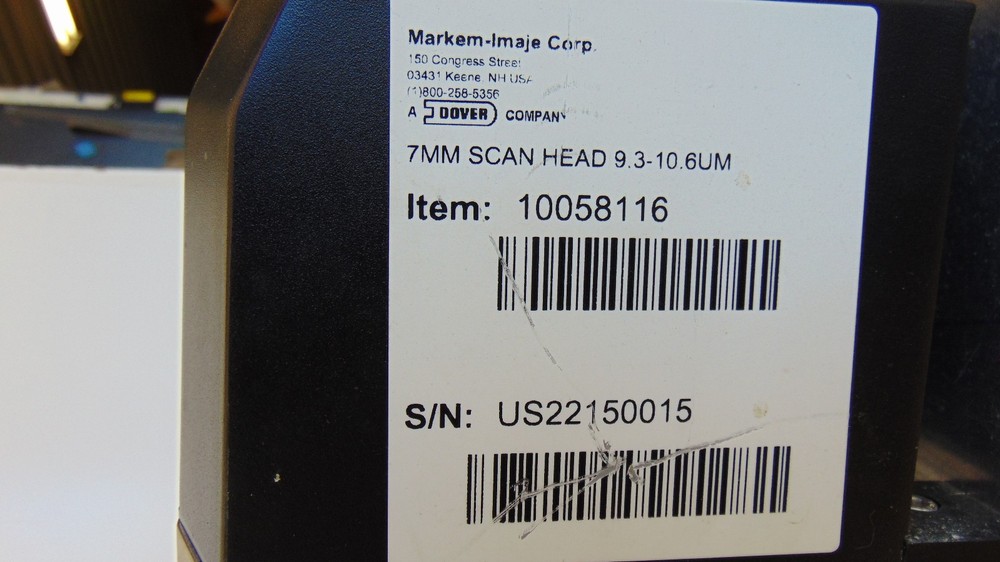 Markem-Imaje Corp.
150 Congress Street
03431 Keene, NH USA
(1)800-258-5356
A DOVER COMPANY
7MM SCAN HEAD 9.3-10.6UM
Item: 10058116
S/N: US22150015